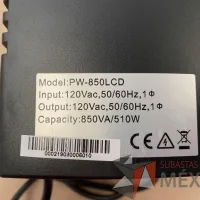 Model:PW-850LCD
Input:120Vac,50/60Hz,1Φ
Output:120Vac,50/60Hz,1Φ
Capacity:850VA/510W
CE
000219030006010
SUBASTAS
MÉX